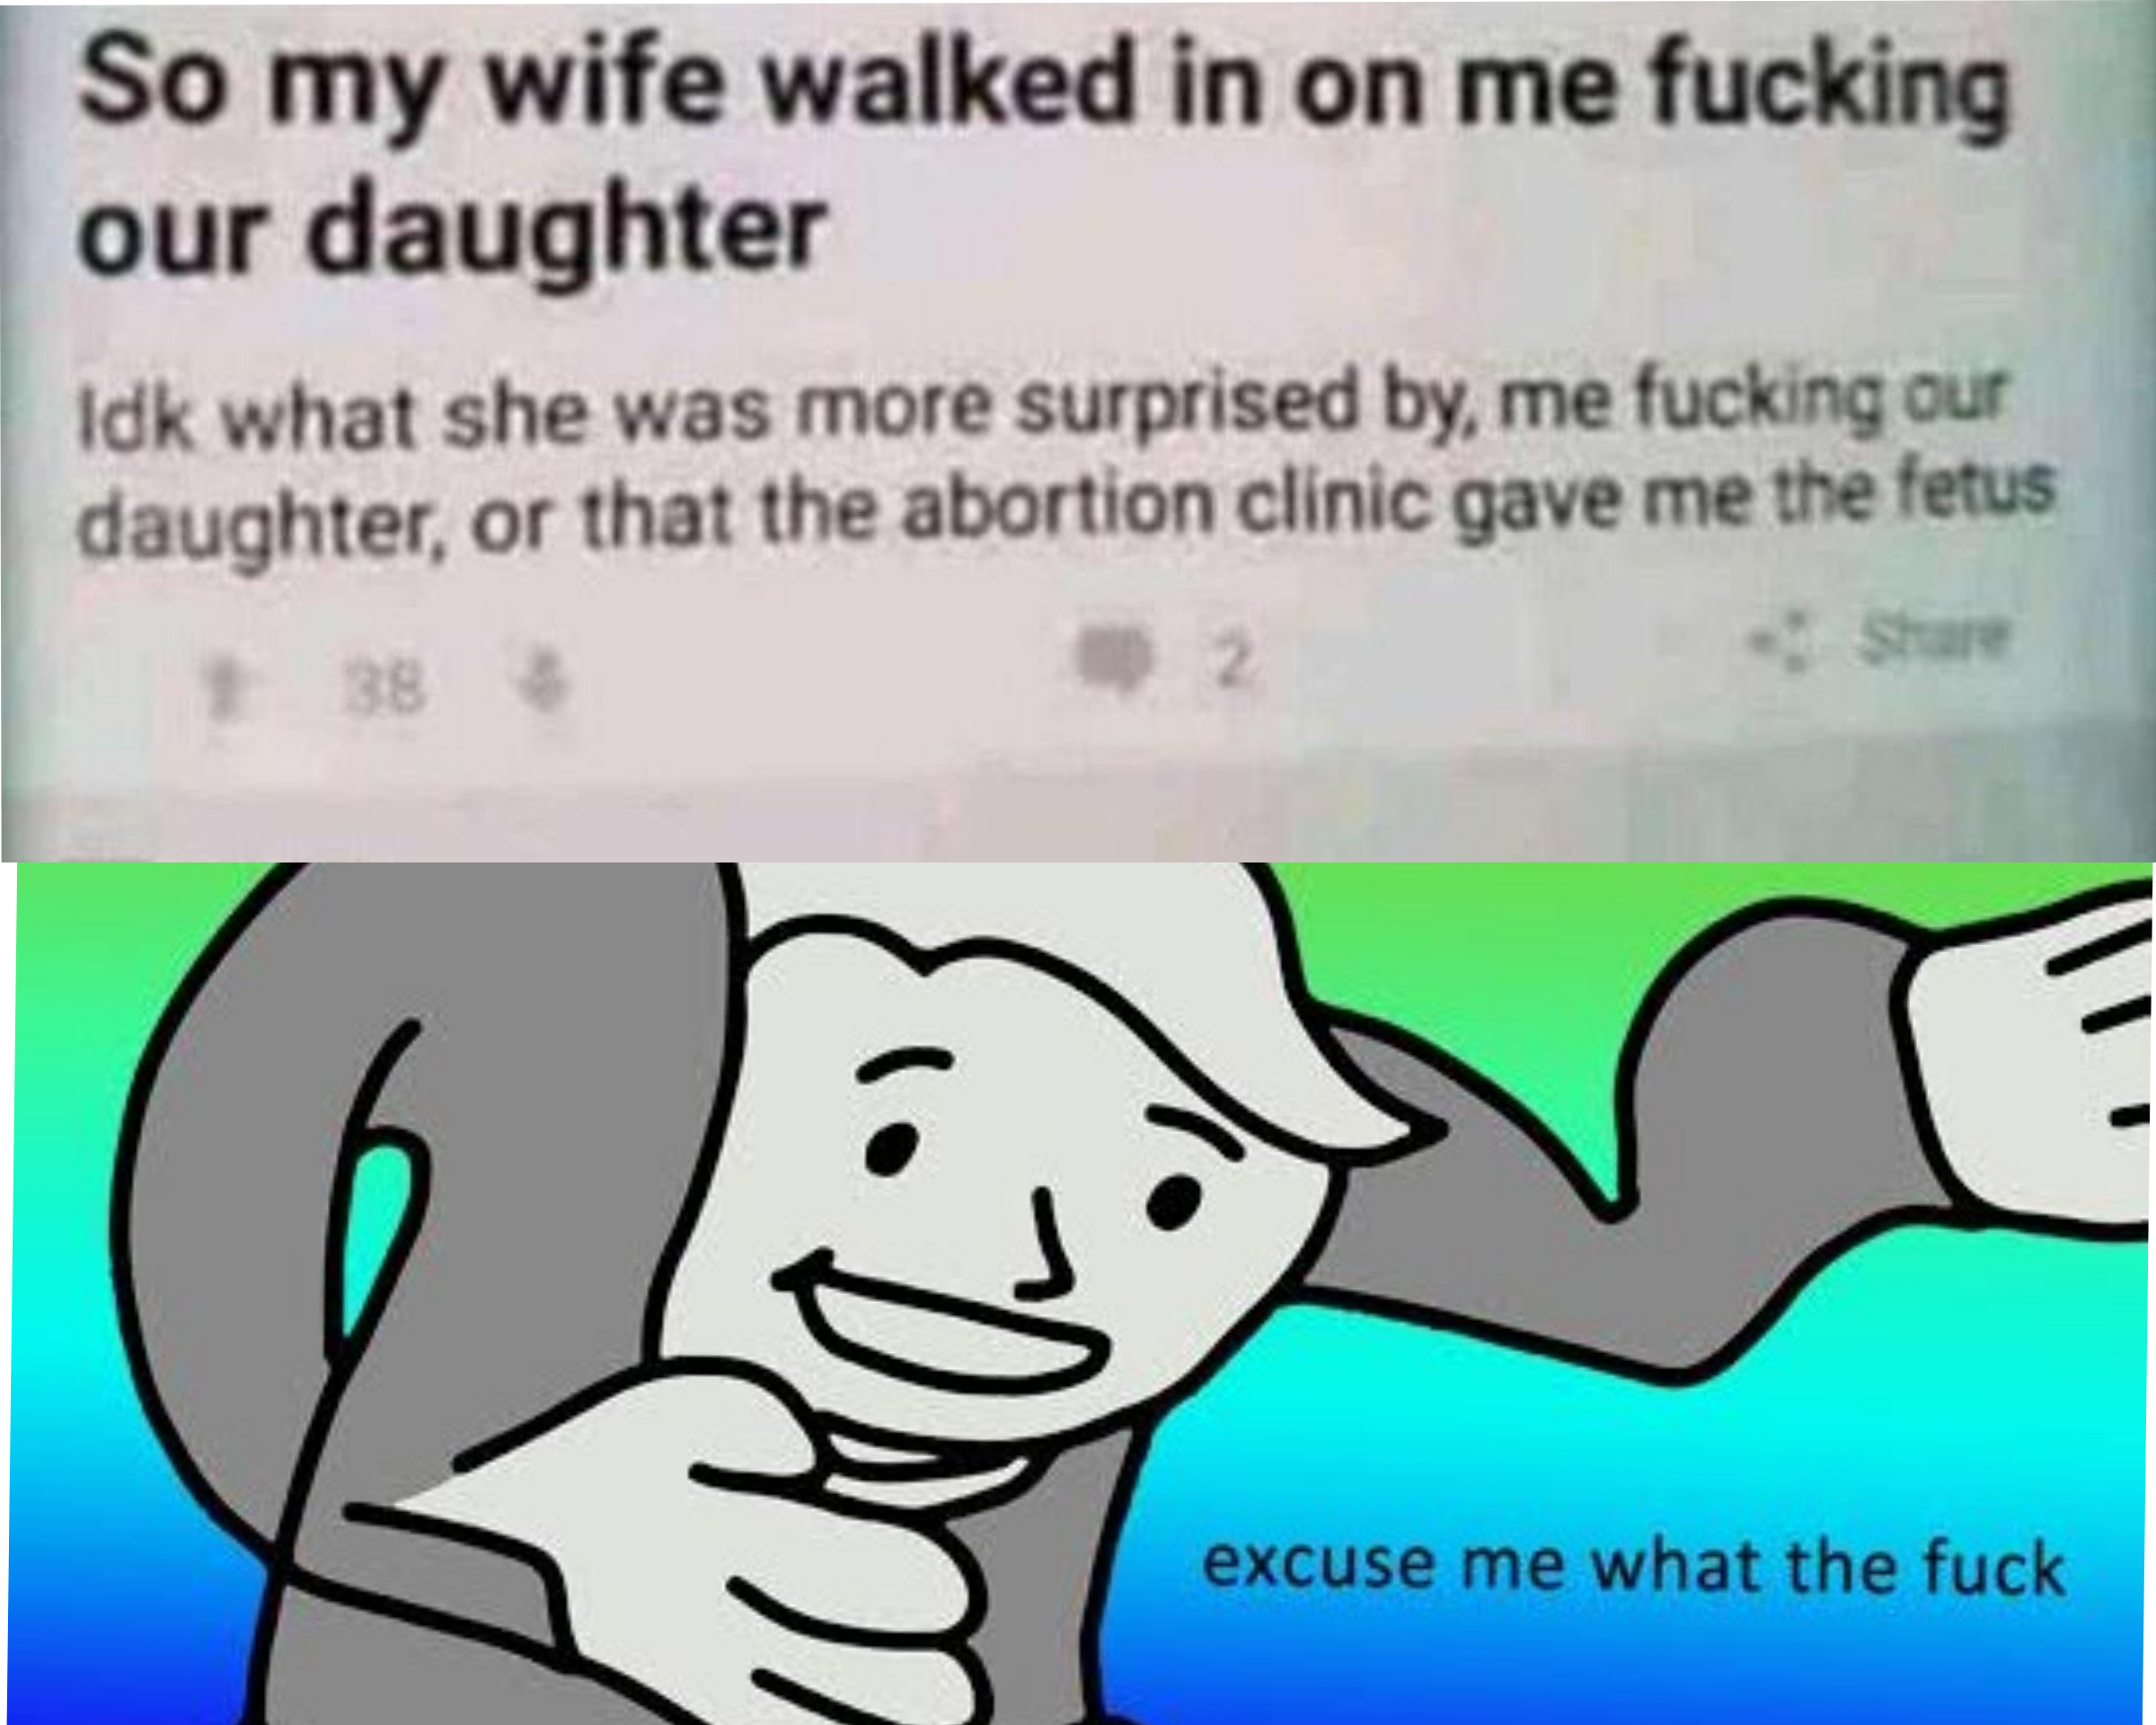 So my wife walked in on me fucking
our daughter
Idk what she was more surprised by, me fucking our
daughter, or that the abortion clinic gave me the fetus
38 2 Share
excuse me what the fuck